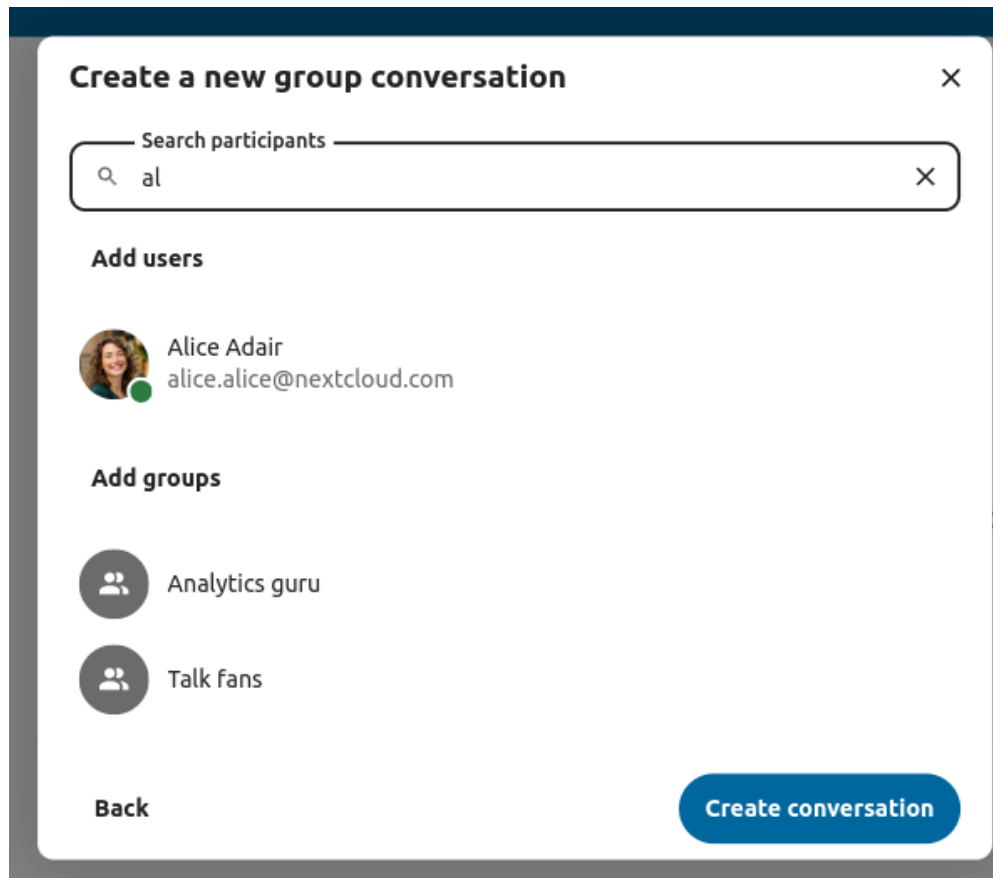 Create a new group conversation
Search participants
al
Add users
Alice Adair
alice.alice@nextcloud.com
Add groups
Analytics guru
Talk fans
Back
Create conversation